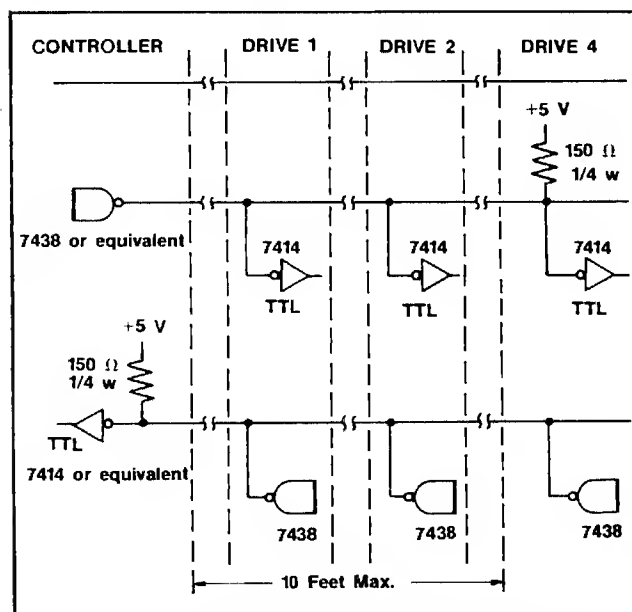 CONTROLLER DRIVE 1 DRIVE 2 DRIVE 4
+5 V
150 Ω
1/4 w
7438 or equivalent
7414 7414 7414
TTL TTL TTL
+5 V
150 Ω
1/4 w
TTL
7414 or equivalent
7438 7438 7438
10 Feet Max.